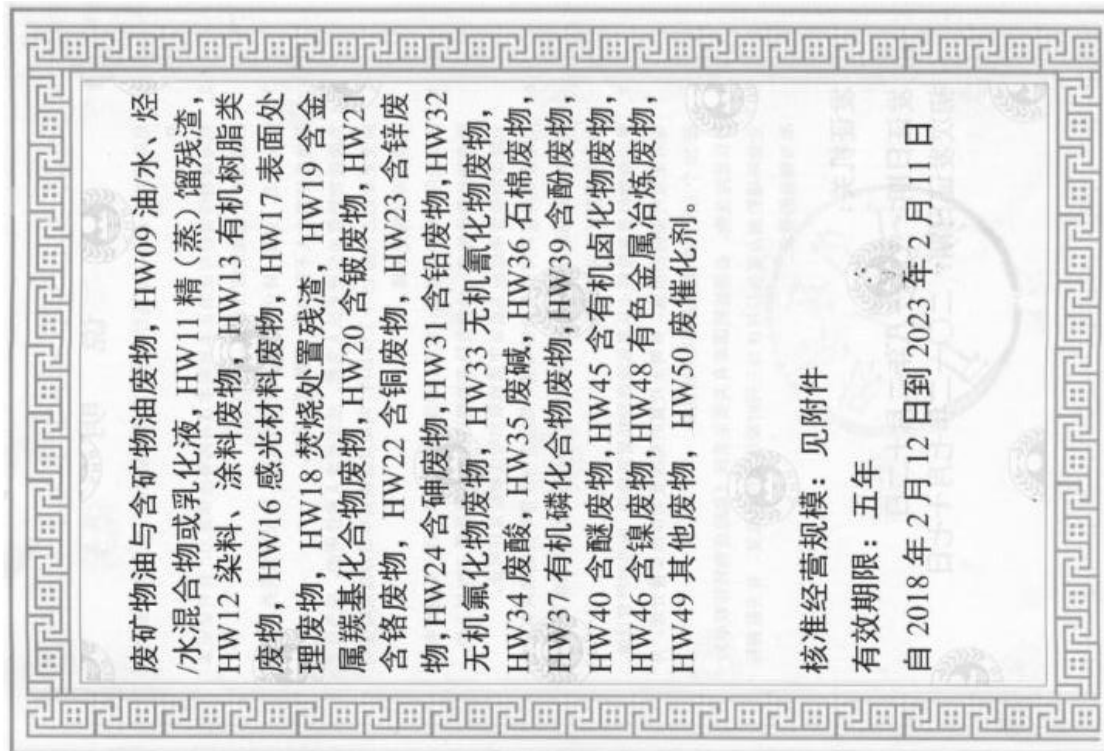 废矿物油与含矿物油废物，HW09 油/水、烃
/水混合物或乳化液，HW11 精（蒸）馏残渣，
HW12 染料、涂料废物，HW13 有机树脂类
废物，HW16 感光材料废物，HW17 表面处
理废物，HW18 焚烧处置残渣，HW19 含金
属羰基化合物废物，HW20 含铍废物，HW21
含铬废物，HW22 含铜废物，HW23 含锌废
物，HW24 含砷废物，HW31 含铅废物，HW32
无机氟化物废物，HW33 无机氰化物废物，
HW34 废酸，HW35 废碱，HW36 石棉废物，
HW37 有机磷化合物废物，HW39 含酚废物，
HW40 含醚废物，HW45 含有机卤化物废物，
HW46 含镍废物，HW48 有色金属冶炼废物，
HW49 其他废物，HW50 废催化剂。
核准经营规模：见附件
有效期限：五年
自 2018 年 2 月 12 日到 2023 年 2 月 11 日